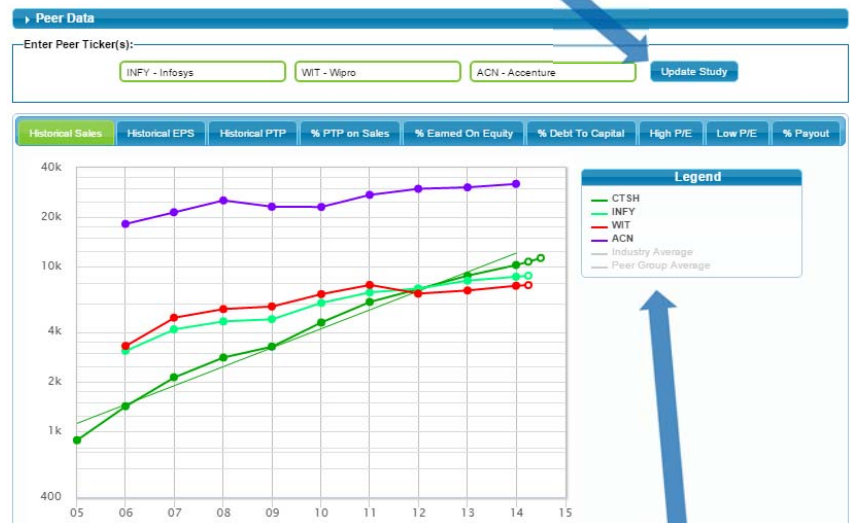 Peer Data
Enter Peer Ticker(s):
INFY - Infosys WIT - Wipro ACN - Accenture Update Study
Historical Sales Historical EPS Historical PTP % PTP on Sales % Earned On Equity % Debt To Capital High P/E Low P/E % Payout
Legend
CTSH
INFY
WIT
ACN
Industry Average
Peer Group Average
40k
20k
10k
4k
2k
1k
400
05 06 07 08 09 10 11 12 13 14 15